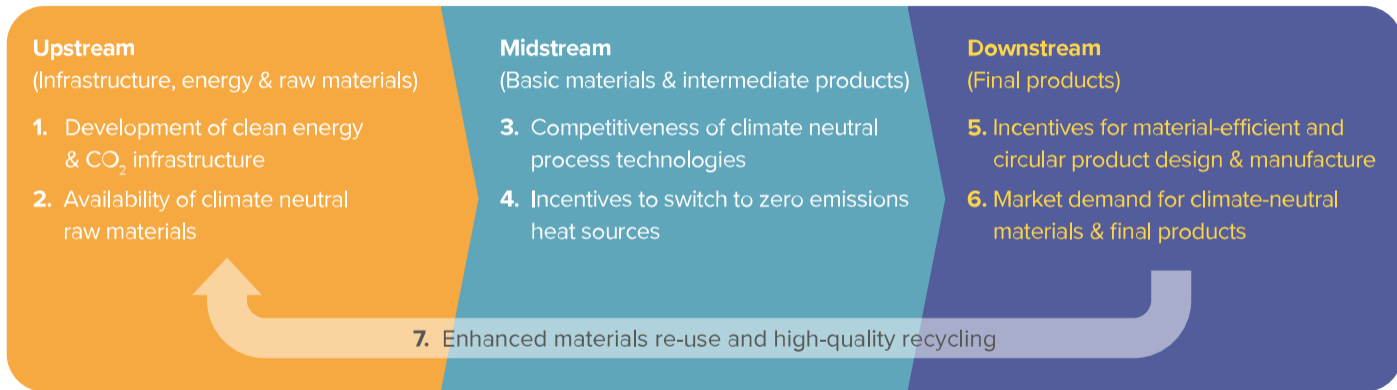 Upstream
(Infrastructure, energy & raw materials)
1. Development of clean energy
& CO₂ infrastructure
2. Availability of climate neutral
raw materials
Midstream
(Basic materials & intermediate products)
3. Competitiveness of climate neutral
process technologies
4. Incentives to switch to zero emissions
heat sources
Downstream
(Final products)
5. Incentives for material-efficient and
circular product design & manufacture
6. Market demand for climate-neutral
materials & final products
7. Enhanced materials re-use and high-quality recycling